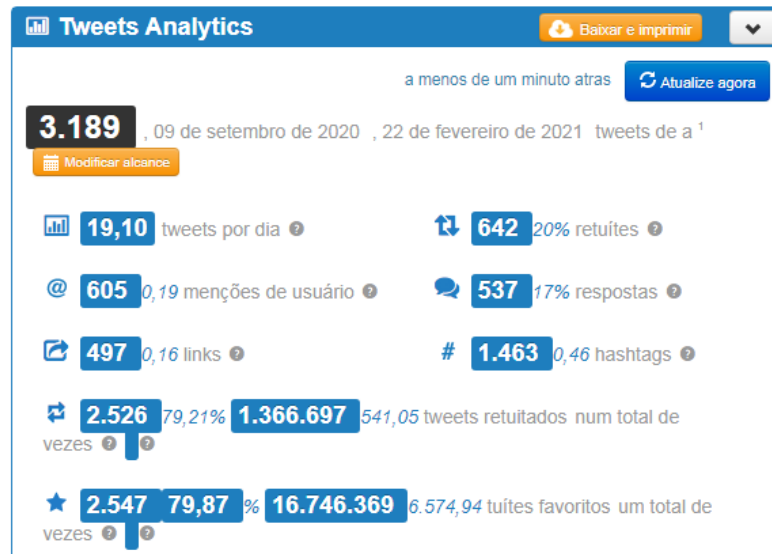 Tweets Analytics Baixar e imprimir
a menos de um minuto atras Atualize agora
3.189 , 09 de setembro de 2020 , 22 de fevereiro de 2021 tweets de a ¹
Modificar alcance
19,10 tweets por dia 642 20% retuítes
@ 605 0,19 menções de usuário 537 17% respostas
497 0,16 links # 1.463 0,46 hashtags
2.526 79,21% 1.366.697 541,05 tweets retuitados num total de
vezes
2.547 79,87 % 16.746.369 6.574,94 tuítes favoritos um total de
vezes